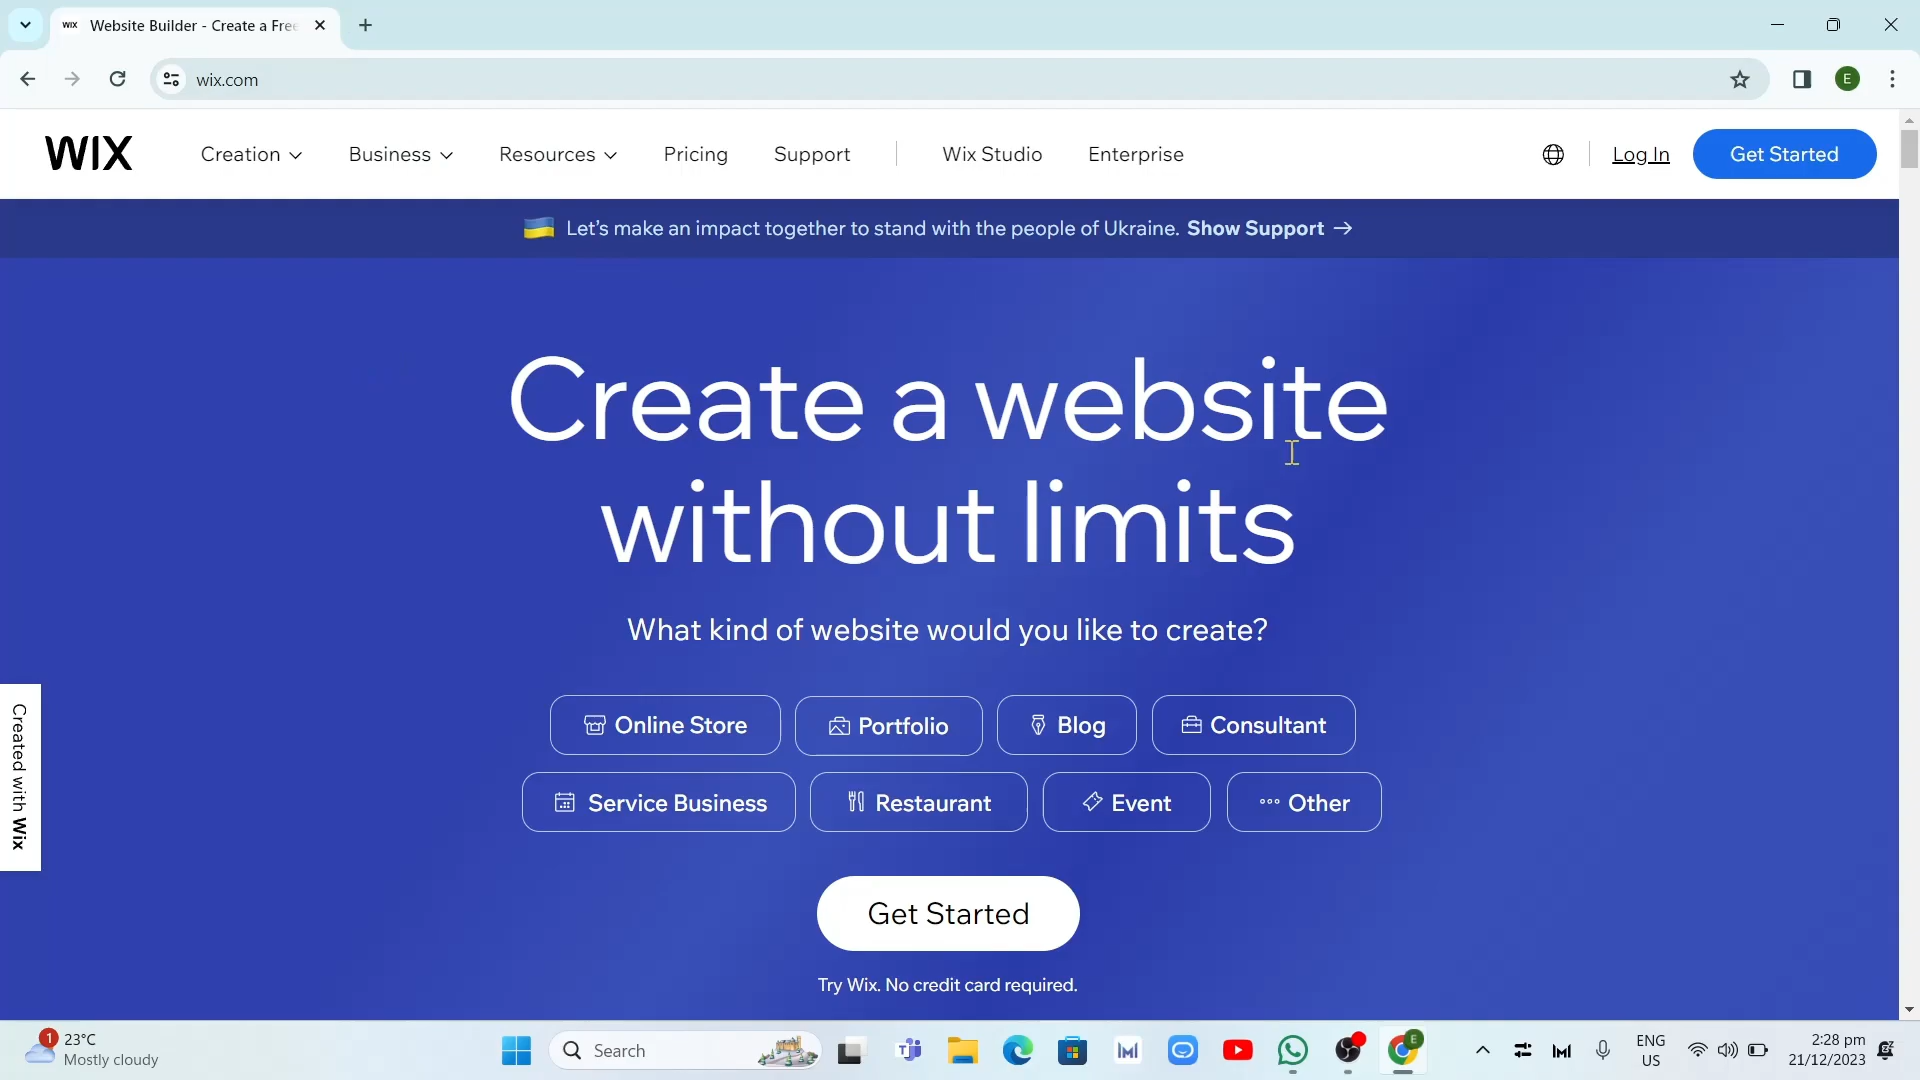 WIX Website Builder - Create a Free
wix.com
WIX Creation Business Resources Pricing Support Wix Studio Enterprise Log In Get Started
Let's make an impact together to stand with the people of Ukraine. Show Support →
Create a website
without limits
What kind of website would you like to create?
Online Store Portfolio Blog Consultant
Service Business Restaurant Event Other
Created with Wix
Get Started
Try Wix. No credit card required.
1 23°C
Mostly cloudy
Search
ENG
US
2:28 pm
21/12/2023
E
E